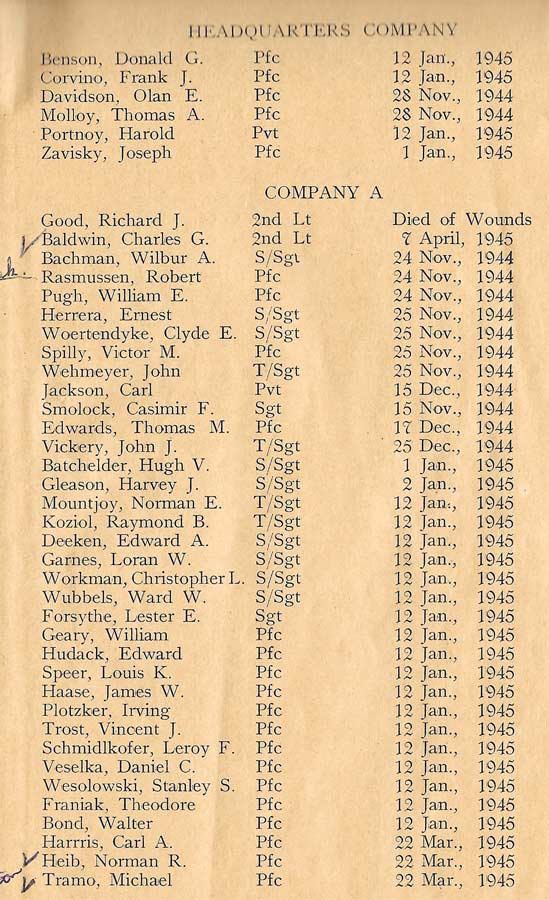 HEADQUARTERS COMPANY
Benson, Donald G. Pfc 12 Jan., 1945
Corvino, Frank J. Pfc 12 Jan., 1945
Davidson, Olan E. Pfc 28 Nov., 1944
Molloy, Thomas A. Pfc 28 Nov., 1944
Portnoy, Harold Pvt 12 Jan., 1945
Zavisky, Joseph Pfc 1 Jan., 1945
COMPANY A
Good, Richard J. 2nd Lt Died of Wounds
Baldwin, Charles G. 2nd Lt 7 April, 1945
Bachman, Wilbur A. S/Sgt 24 Nov., 1944
Rasmussen, Robert Pfc 24 Nov., 1944
Pugh, William E. Pfc 24 Nov., 1944
Herrera, Ernest S/Sgt 25 Nov., 1944
Woertendyke, Clyde E. S/Sgt 25 Nov., 1944
Spilly, Victor M. Pfc 25 Nov., 1944
Wehmeyer, John T/Sgt 25 Nov., 1944
Jackson, Carl Pvt 15 Dec., 1944
Smolock, Casimir F. Sgt 15 Nov., 1944
Edwards, Thomas M. Pfc 17 Dec., 1944
Vickery, John J. T/Sgt 25 Dec., 1944
Batchelder, Hugh V. S/Sgt 1 Jan., 1945
Gleason, Harvey J. S/Sgt 2 Jan., 1945
Mountjoy, Norman E. T/Sgt 12 Jan., 1945
Koziol, Raymond B. T/Sgt 12 Jan., 1945
Deeken, Edward A. S/Sgt 12 Jan., 1945
Garnes, Loran W. S/Sgt 12 Jan., 1945
Workman, Christopher L. S/Sgt 12 Jan., 1945
Wubbels, Ward W. S/Sgt 12 Jan., 1945
Forsythe, Lester E. Sgt 12 Jan., 1945
Geary, William Pfc 12 Jan., 1945
Hudack, Edward Pfc 12 Jan., 1945
Speer, Louis K. Pfc 12 Jan., 1945
Haase, James W. Pfc 12 Jan., 1945
Plotzker, Irving Pfc 12 Jan., 1945
Trost, Vincent J. Pfc 12 Jan., 1945
Schmidlkofer, Leroy F. Pfc 12 Jan., 1945
Veselka, Daniel C. Pfc 12 Jan., 1945
Wesolowski, Stanley S. Pfc 12 Jan., 1945
Franiak, Theodore Pfc 12 Jan., 1945
Bond, Walter Pfc 12 Jan., 1945
Harrris, Carl A. Pfc 22 Mar., 1945
Heib, Norman R. Pfc 22 Mar., 1945
Tramo, Michael Pfc 22 Mar., 1945